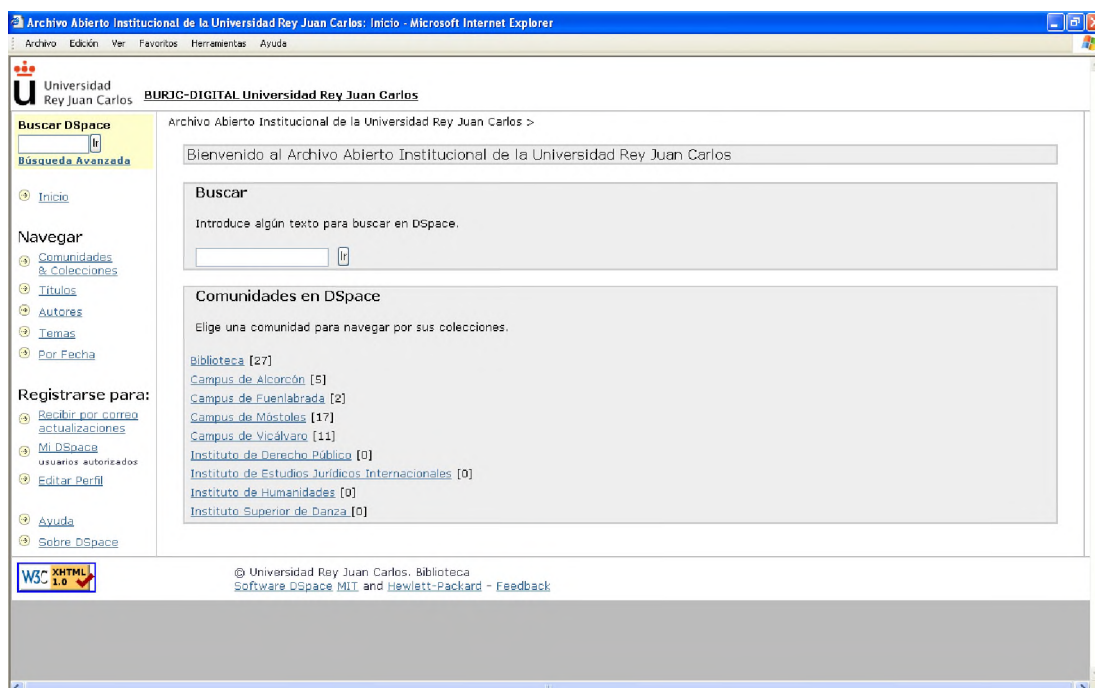 Archivo Abierto Institucional de la Universidad Rey Juan Carlos: Inicio - Microsoft Internet Explorer
Archivo Edición Ver Favoritos Herramientas Ayuda
Universidad
Rey Juan Carlos
BURJC-DIGITAL Universidad Rey Juan Carlos
Buscar DSpace
Ir
Búsqueda Avanzada
Inicio
Navegar
Comunidades
& Colecciones
Títulos
Autores
Temas
Por Fecha
Registrarse para:
Recibir por correo
actualizaciones
Mi DSpace
usuarios autorizados
Editar Perfil
Ayuda
Sobre DSpace
Archivo Abierto Institucional de la Universidad Rey Juan Carlos >
Bienvenido al Archivo Abierto Institucional de la Universidad Rey Juan Carlos
Buscar
Introduce algún texto para buscar en DSpace.
Ir
Comunidades en DSpace
Elige una comunidad para navegar por sus colecciones.
Biblioteca [27]
Campus de Alcorcón [5]
Campus de Fuenlabrada [2]
Campus de Móstoles [17]
Campus de Vicálvaro [11]
Instituto de Derecho Público [0]
Instituto de Estudios Jurídicos Internacionales [0]
Instituto de Humanidades [0]
Instituto Superior de Danza [0]
W3C XHTML 1.0
© Universidad Rey Juan Carlos. Biblioteca
Software DSpace MIT and Hewlett-Packard - Feedback